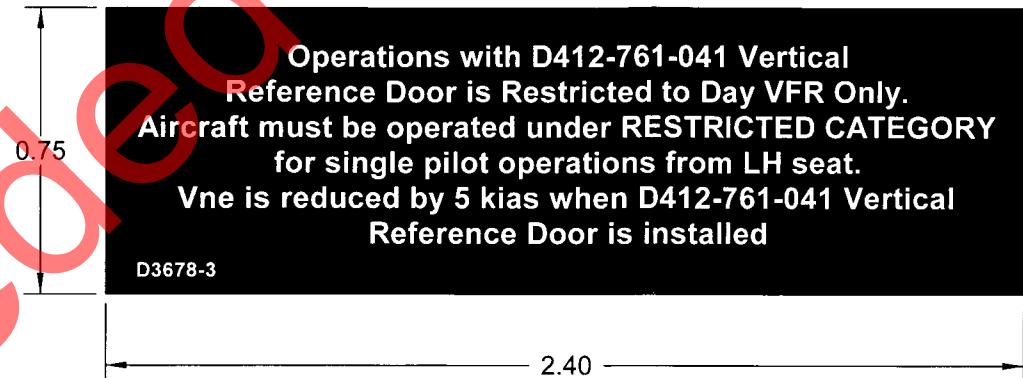 Operations with D412-761-041 Vertical
Reference Door is Restricted to Day VFR Only.
Aircraft must be operated under RESTRICTED CATEGORY
for single pilot operations from LH seat.
Vne is reduced by 5 kias when D412-761-041 Vertical
Reference Door is installed
D3678-3
0.75
2.40
ded